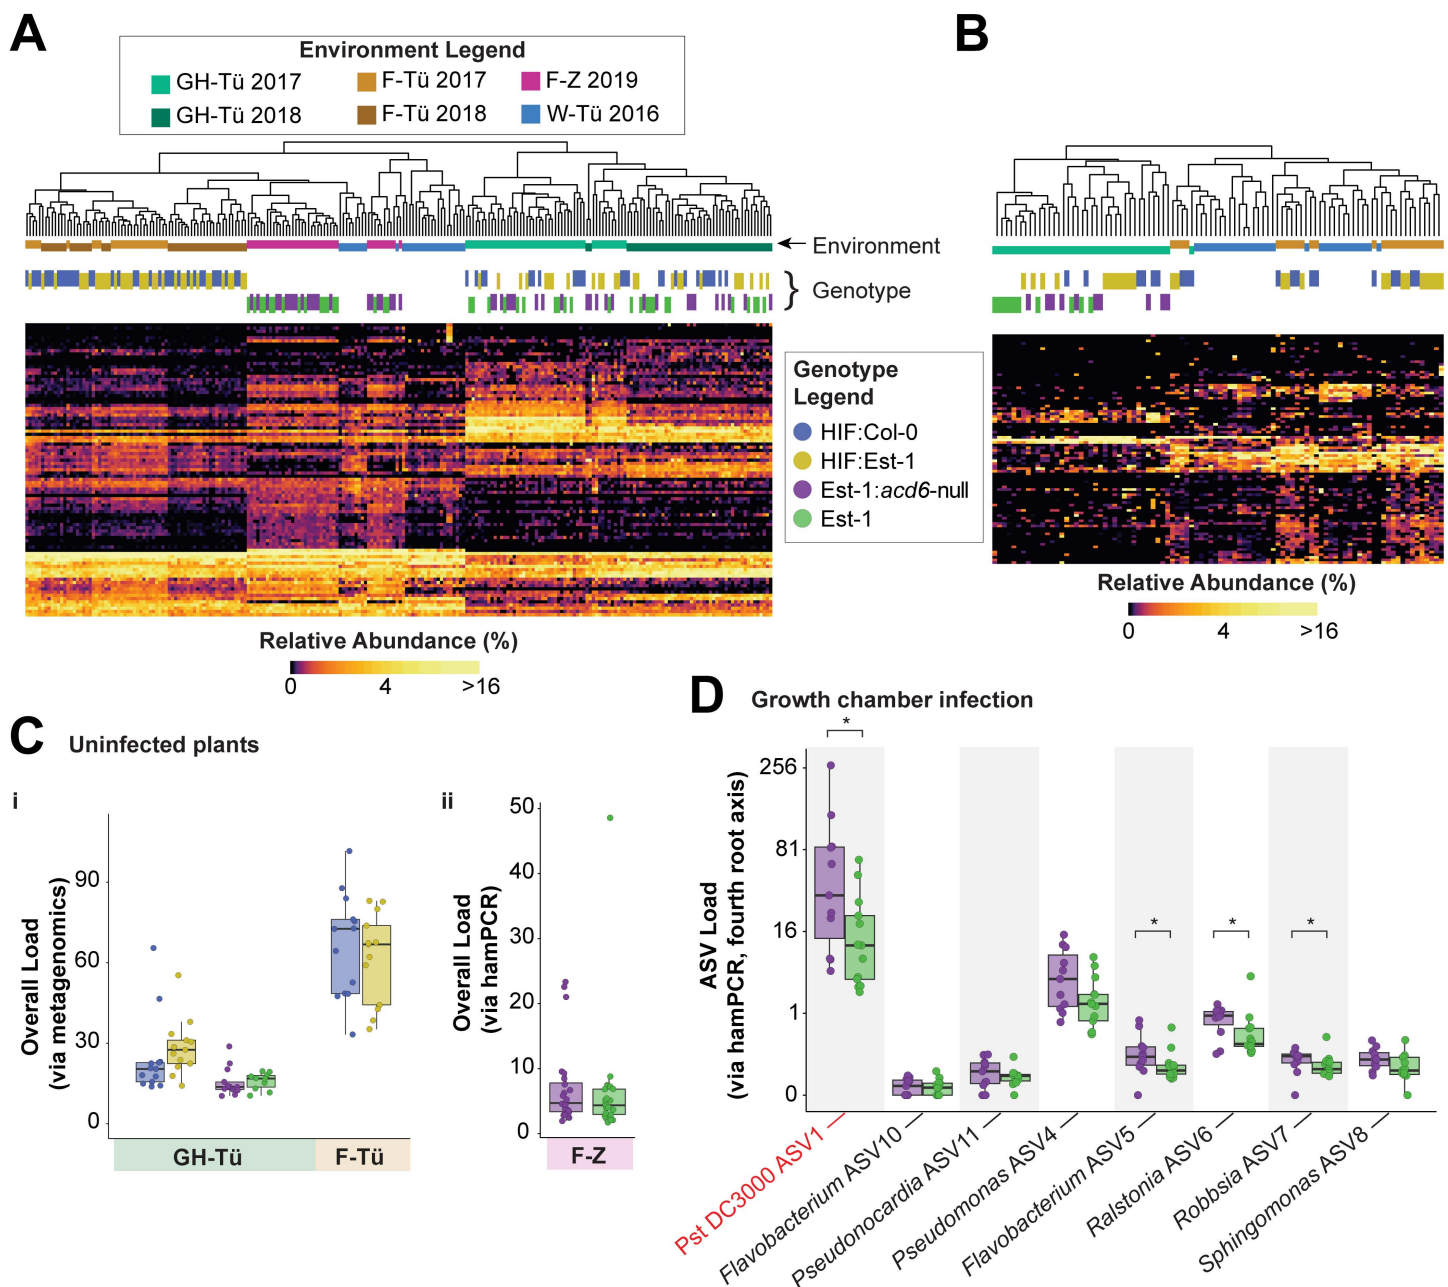 A
B
Environment Legend
GH-Tü 2017
F-Tü 2017
F-Z 2019
GH-Tü 2018
F-Tü 2018
W-Tü 2016
Environment
} Genotype
Genotype
Legend
HIF:Col-0
HIF:Est-1
Est-1:acd6-null
Est-1
Relative Abundance (%)
0 4 >16
Relative Abundance (%)
0 4 >16
C Uninfected plants
i
Overall Load
(via metagenomics)
90
60
30
0
GH-Tü
F-Tü
ii
Overall Load
(via hamPCR)
50
40
30
20
10
0
F-Z
D Growth chamber infection
ASV Load
(via hamPCR, fourth root axis)
256
81
16
1
0
*
*
*
*
Pst DC3000 ASV1
Flavobacterium ASV10
Pseudonocardia ASV11
Pseudomonas ASV4
Flavobacterium ASV5
Ralstonia ASV6
Robbsia ASV7
Sphingomonas ASV8